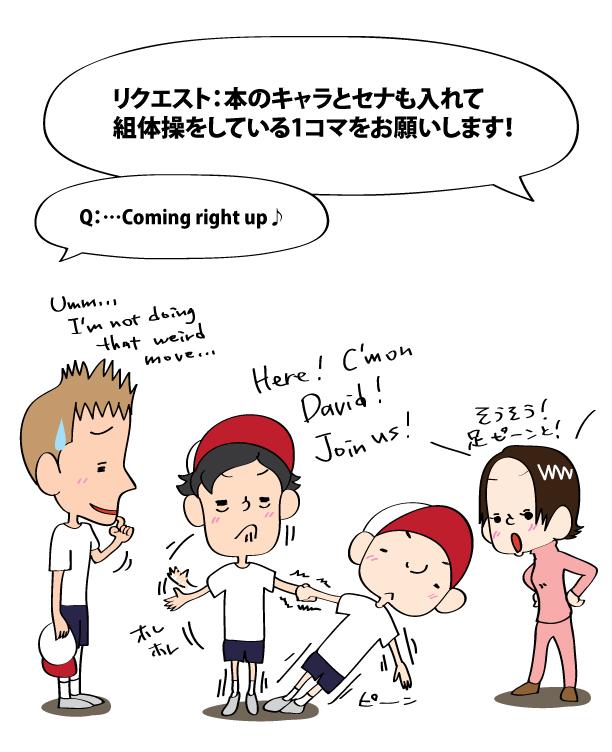 リクエスト：本のキャラとセナも入れて
組体操をしている1コマをお願いします！
Q：…Coming right up♪
Umm...
I'm not doing
that weird
move...
Here! C'mon
David!
Join us!
そうそう！
足ピーンと！
ホレ
ホレ
ピーン